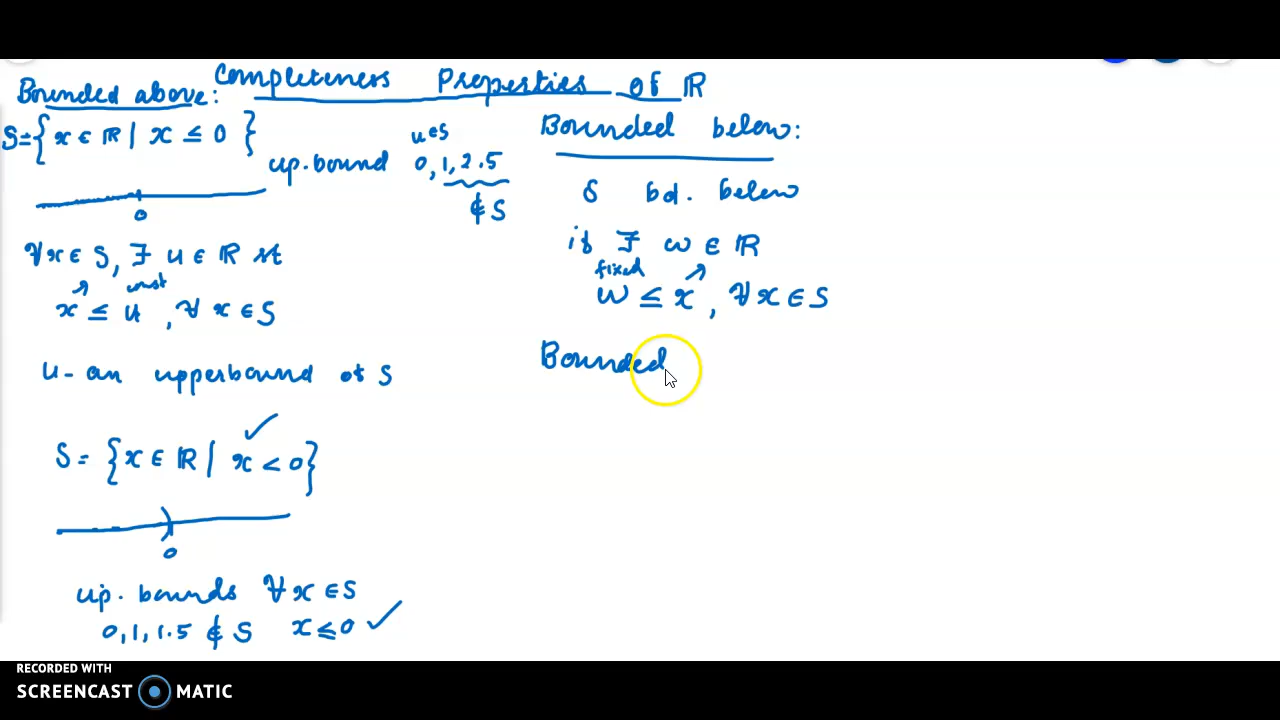 Completeness Properties of ℝ
Bounded above:
S={x ∈ ℝ | x ≤ 0}
up. bound 0, 1, 2.5
u ∈ S
∉ S
0
∀ x ∈ S, ∃ u ∈ ℝ st
const
x ≤ u, ∀ x ∈ S
u - an upperbound of S
S = {x ∈ ℝ | x < 0}
0
up. bounds ∀ x ∈ S
0, 1, 1.5 ∉ S x ≤ 0 ✓
Bounded below:
S bd. below
if ∃ w ∈ ℝ
fixed
w ≤ x, ∀ x ∈ S
Bounded
RECORDED WITH
SCREENCAST MATIC